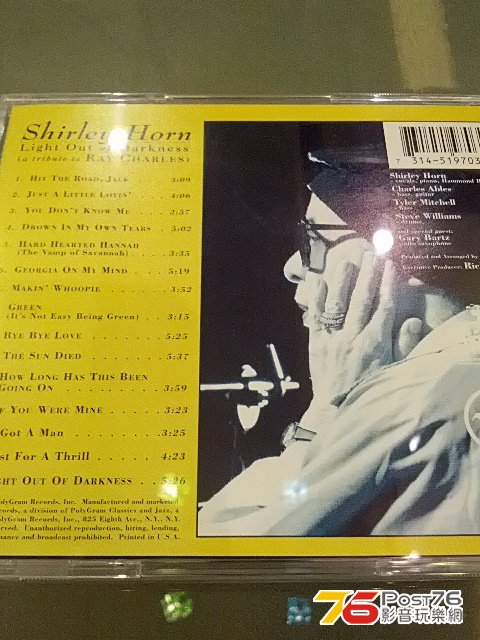 Shirley Horn
Light Out Darkness
(a tribute to RAY CHARLES)
1. HIT THE ROAD, JACK 3:09
2. JUST A LITTLE LOVIN' 4:06
3. YOU DON'T KNOW ME 2:57
4. DROWN IN MY OWN TEARS 5:02
5. HARD HEARTED HANNAH
(The Vamp of Savannah) 3:35
6. GEORGIA ON MY MIND 5:19
MAKIN' WHOOPIE 3:52
GREEN
(It's Not Easy Being Green) 3:15
BYE BYE LOVE 5:25
THE SUN DIED 5:37
HOW LONG HAS THIS BEEN
GOING ON 3:59
F YOU WERE MINE 3:23
GOT A MAN 3:25
ST FOR A THRILL 4:23
GHT OUT OF DARKNESS 5:26
PolyGram Records, Inc. Manufactured and marketed
cords, a division of PolyGram Classics and Jazz, a
PolyGram Records, Inc., 825 Eighth Ave., N.Y., N.Y.
erved. Unauthorized reproduction, hiring, lending,
mance and broadcast prohibited. Printed in U.S.A.
7 314-519703
Shirley Horn
vocals, piano, Hammond B
Charles Ables
bass, guitar
Tyler Mitchell
bass
Steve Williams
drums
and special guest:
Gary Bartz
alto saxophone
Produced and Arranged by
Executive Producer: Ric
76 POST76
影音玩樂網